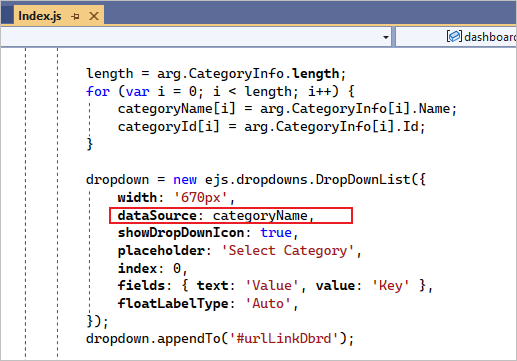 Index.js
dashboard
length = arg.CategoryInfo.length;
for (var i = 0; i < length; i++) {
categoryName[i] = arg.CategoryInfo[i].Name;
categoryId[i] = arg.CategoryInfo[i].Id;
}
dropdown = new ejs.dropdowns.DropDownList({
width: '670px',
dataSource: categoryName,
showDropDownIcon: true,
placeholder: 'Select Category',
index: 0,
fields: { text: 'Value', value: 'Key' },
floatLabelType: 'Auto',
});
dropdown.appendTo('#urlLinkDbrd');